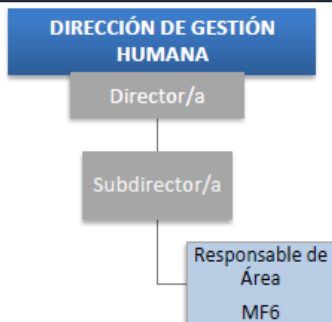 DIRECCIÓN DE GESTIÓN
HUMANA
Director/a
Subdirector/a
Responsable de
Área
MF6